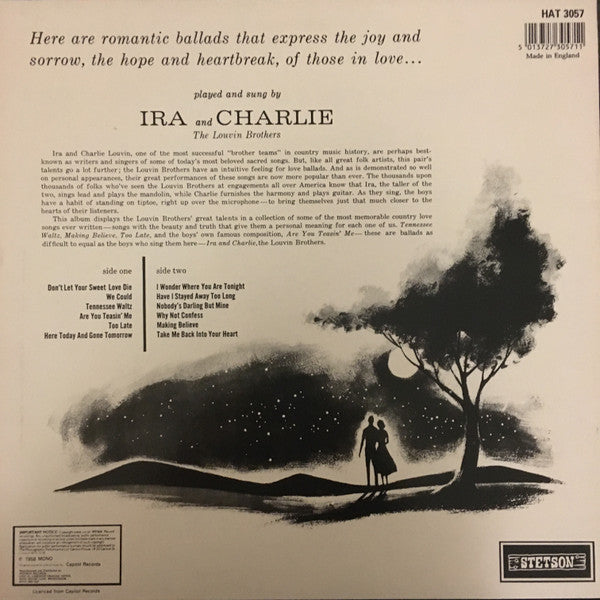 HAT 3057
5 013727 305711
Made in England
Here are romantic ballads that express the joy and
sorrow, the hope and heartbreak, of those in love...
played and sung by
IRA and CHARLIE
The Louvin Brothers
Ira and Charlie Louvin, one of the most successful "brother teams" in country music history, are perhaps best-
known as writers and singers of some of today's most beloved sacred songs. But, like all great folk artists, this pair's
talents go a lot further; the Louvin Brothers have an intuitive feeling for love ballads. And as is demonstrated so well
on personal appearances, their great performances of these songs are now more popular than ever. The thousands upon
thousands of folks who've seen the Louvin Brothers at engagements all over America know that Ira, the taller of the
two, sings lead and plays the mandolin, while Charlie furnishes the harmony and plays guitar. As they sing, the boys
have a habit of standing on tiptoe, right up over the microphone—to bring themselves just that much closer to the
hearts of their listeners.
This album displays the Louvin Brothers' great talents in a collection of some of the most memorable country love
songs ever written—songs with the beauty and truth that give them a personal meaning for each one of us. Tennessee
Waltz, Making Believe, Too Late, and the boys' own famous composition, Are You Teasin' Me—these are ballads as
difficult to equal as the boys who sing them here—Ira and Charlie, the Louvin Brothers.
side one
Don't Let Your Sweet Love Die
We Could
Tennessee Waltz
Are You Teasin' Me
Too Late
Here Today And Gone Tomorrow
side two
I Wonder Where You Are Tonight
Have I Stayed Away Too Long
Nobody's Darling But Mine
Why Not Confess
Making Believe
Take Me Back Into Your Heart
IMPORTANT NOTICE
℗ 1958 MONO
Capitol Records
Licenced from Capitol Records
STETSON